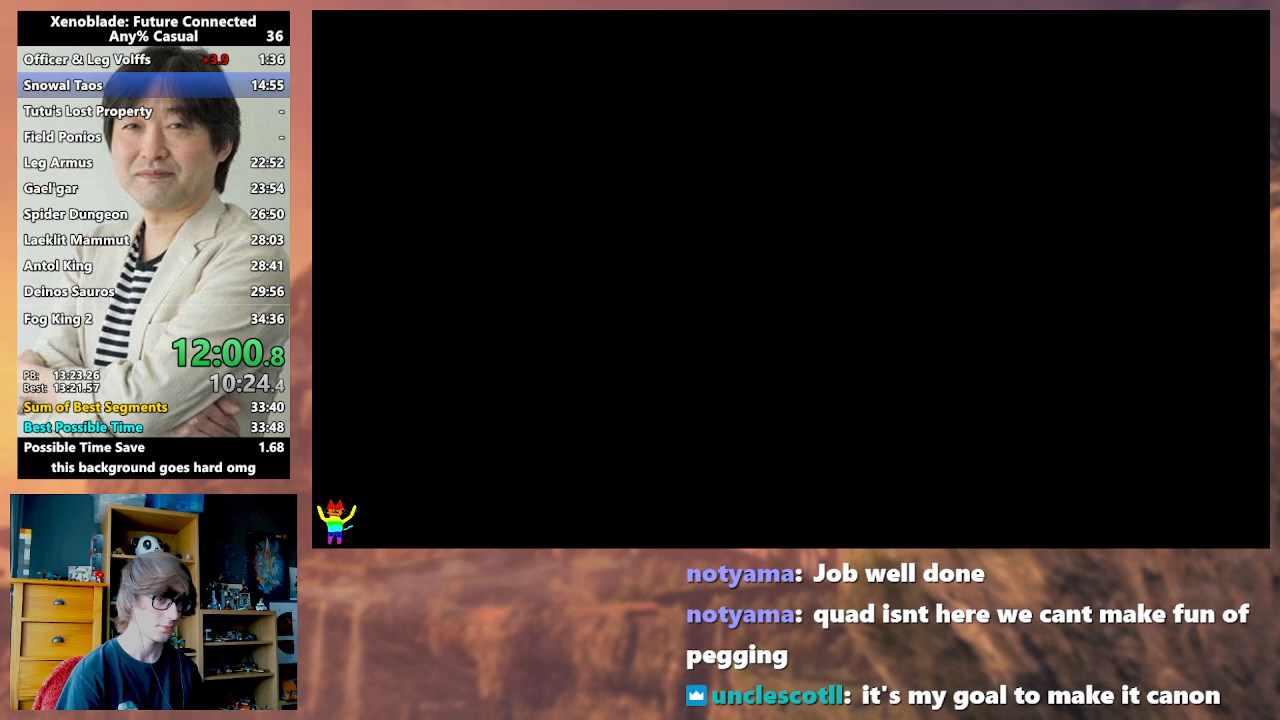 Xenoblade: Future Connected
Any% Casual 36
Officer & Leg Volffs +3.9 1:36
Snowal Taos 14:55
Tutu's Lost Property -
Field Ponios -
Leg Armus 22:52
Gael'gar 23:54
Spider Dungeon 26:50
Laeklit Mammut 28:03
Antol King 28:41
Deinos Sauros 29:56
Fog King 2 34:36
12:00.8
PB: 13:23.26
Best: 13:21.57
10:24.4
Sum of Best Segments 33:40
Best Possible Time 33:48
Possible Time Save 1.68
this background goes hard omg
notyama: Job well done
notyama: quad isnt here we cant make fun of
pegging
unclescotll: it's my goal to make it canon